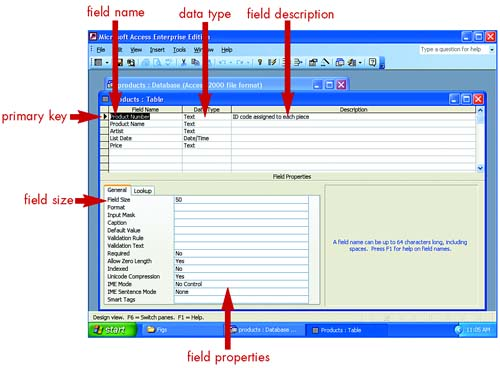 field name
data type
field description
Microsoft Access Enterprise Edition
File Edit View Insert Tools Window Help
Type a question for help
products : Database (Access 2000 file format)
Products : Table
Field Name Data Type Description
primary key
Product Number Text ID code assigned to each piece
Product Name Text
Artist Text
List Date Date/Time
Price Text
Field Properties
General Lookup
field size
Field Size 50
Format
Input Mask
Caption
Default Value
Validation Rule
Validation Text
Required No
Allow Zero Length Yes
Indexed No
Unicode Compression Yes
IME Mode No Control
IME Sentence Mode None
Smart Tags
A field name can be up to 64 characters long, including
spaces. Press F1 for help on field names.
Design view. F6 = Switch panes. F1 = Help.
start Figs products : Database ... Products : Table 11:05 AM
field properties